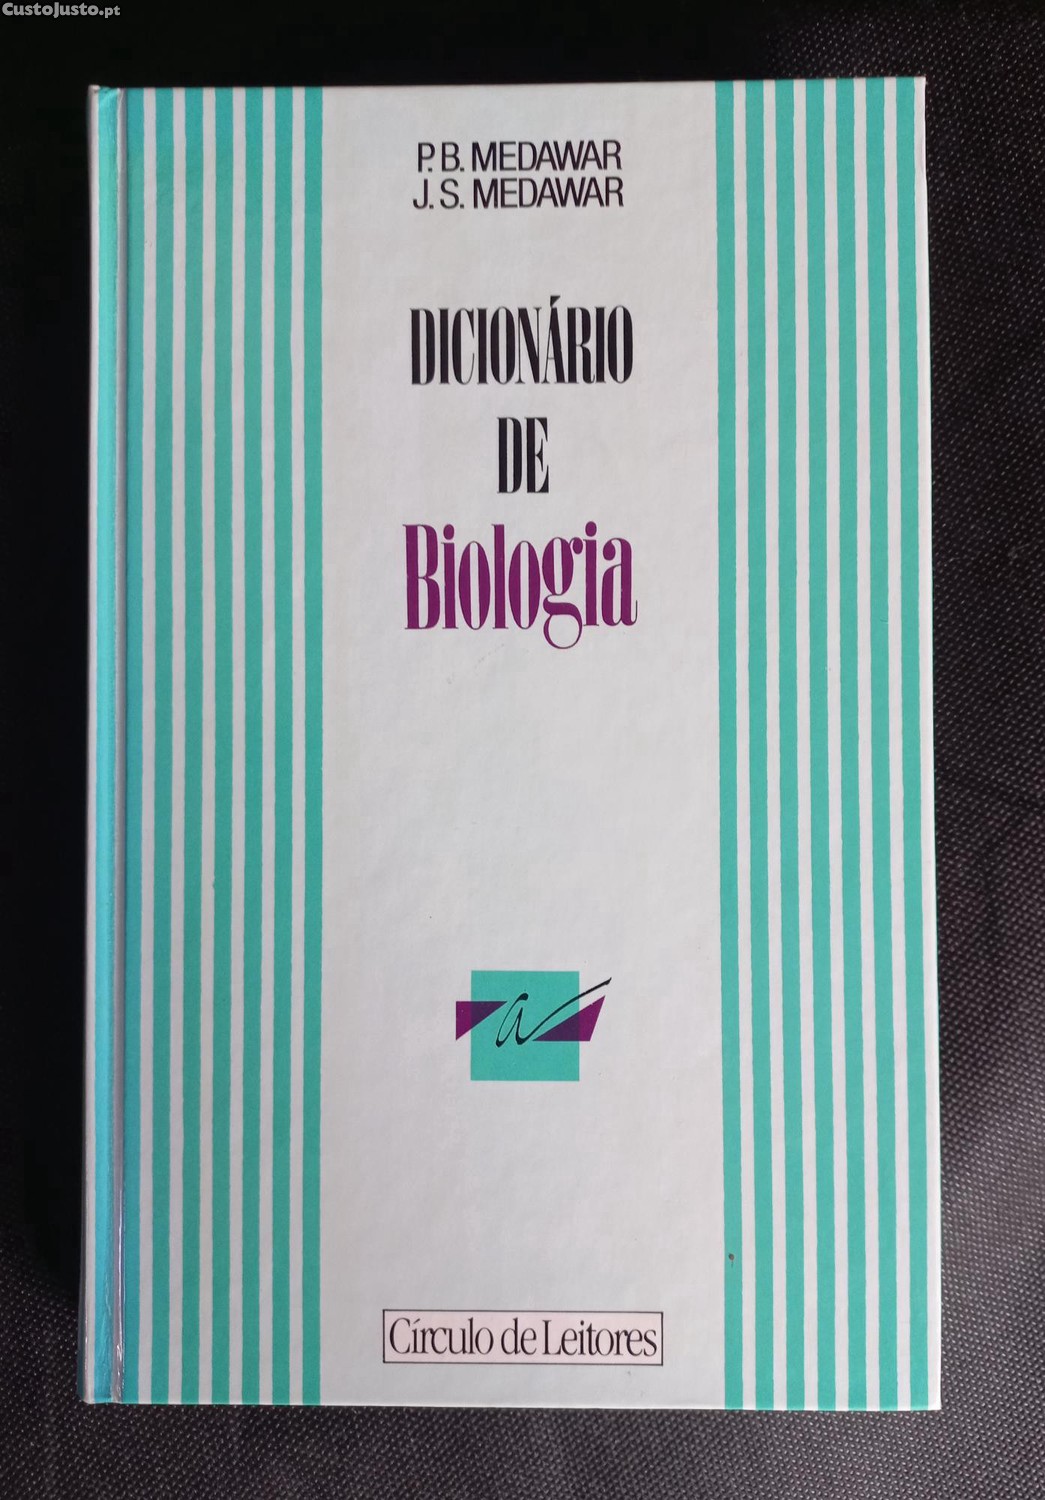 CustoJusto.pt
P. B. MEDAWAR
J. S. MEDAWAR
DICIONÁRIO
DE
Biologia
a
Círculo de Leitores